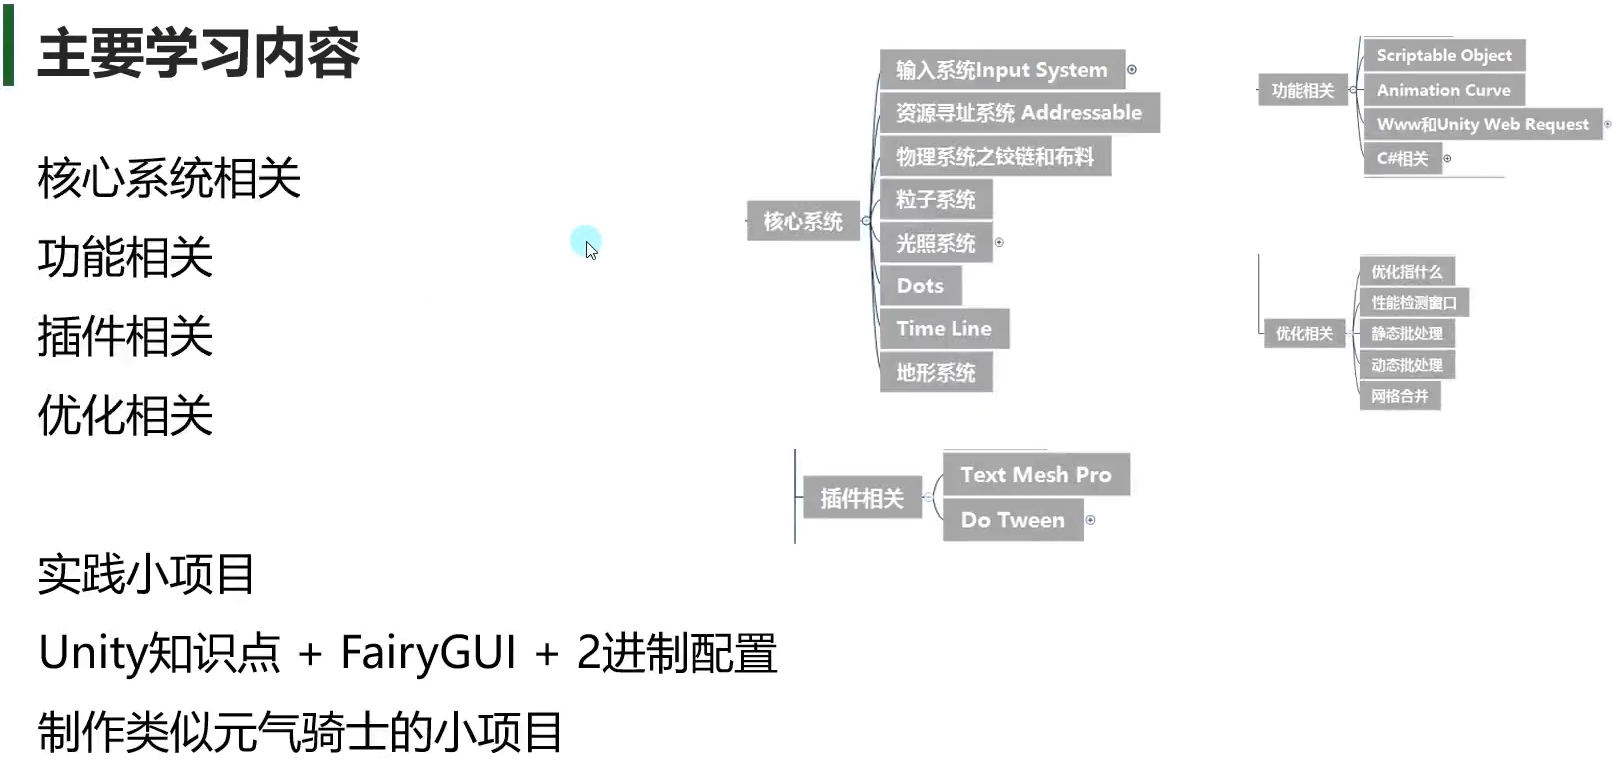 主要学习内容
核心系统相关
功能相关
插件相关
优化相关
实践小项目
Unity知识点 + FairyGUI + 2进制配置
制作类似元气骑士的小项目
核心系统
输入系统Input System
资源寻址系统 Addressable
物理系统之铰链和布料
粒子系统
光照系统
Dots
Time Line
地形系统
插件相关
Text Mesh Pro
Do Tween
功能相关
Scriptable Object
Animation Curve
Www和Unity Web Request
C#相关
优化相关
优化指什么
性能检测窗口
静态批处理
动态批处理
网格合并